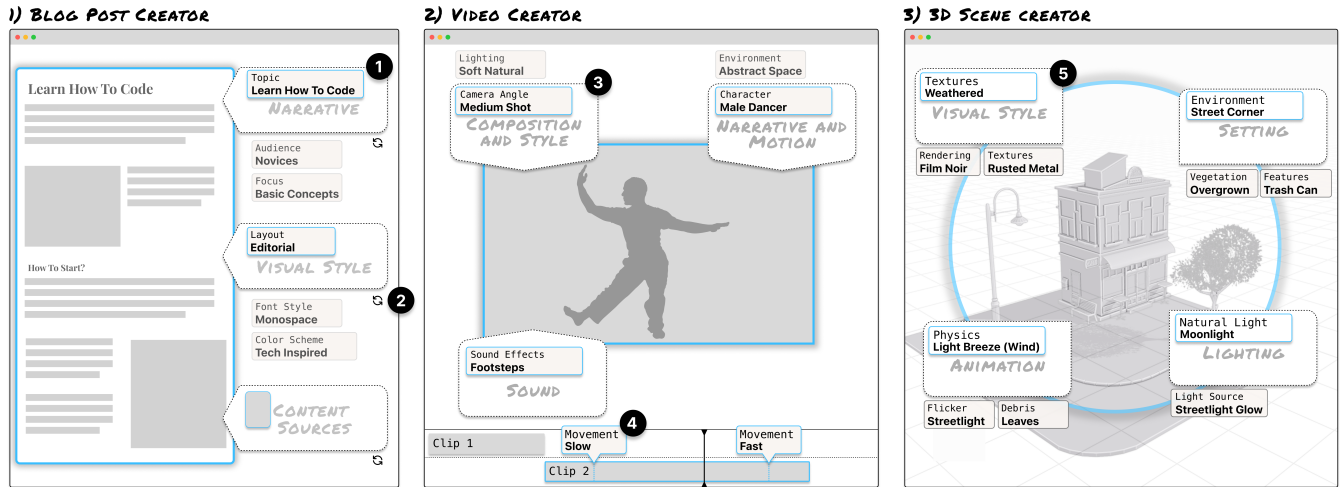 1) Blog Post Creator
Learn How To Code
How To Start?
1
Topic
Learn How To Code
Narrative
Audience
Novices
Focus
Basic Concepts
Layout
Editorial
Visual Style
2
Font Style
Monospace
Color Scheme
Tech Inspired
Content
Sources
2) Video Creator
Lighting
Soft Natural
3
Camera Angle
Medium Shot
Composition
and Style
Environment
Abstract Space
Character
Male Dancer
Narrative and
Motion
Sound Effects
Footsteps
Sound
4
Clip 1
Movement
Slow
Movement
Fast
Clip 2
3) 3D Scene creator
5
Textures
Weathered
Visual Style
Rendering
Film Noir
Textures
Rusted Metal
Environment
Street Corner
Setting
Vegetation
Overgrown
Features
Trash Can
Physics
Light Breeze (Wind)
Animation
Flicker
Streetlight
Debris
Leaves
Natural Light
Moonlight
Lighting
Light Source
Streetlight Glow